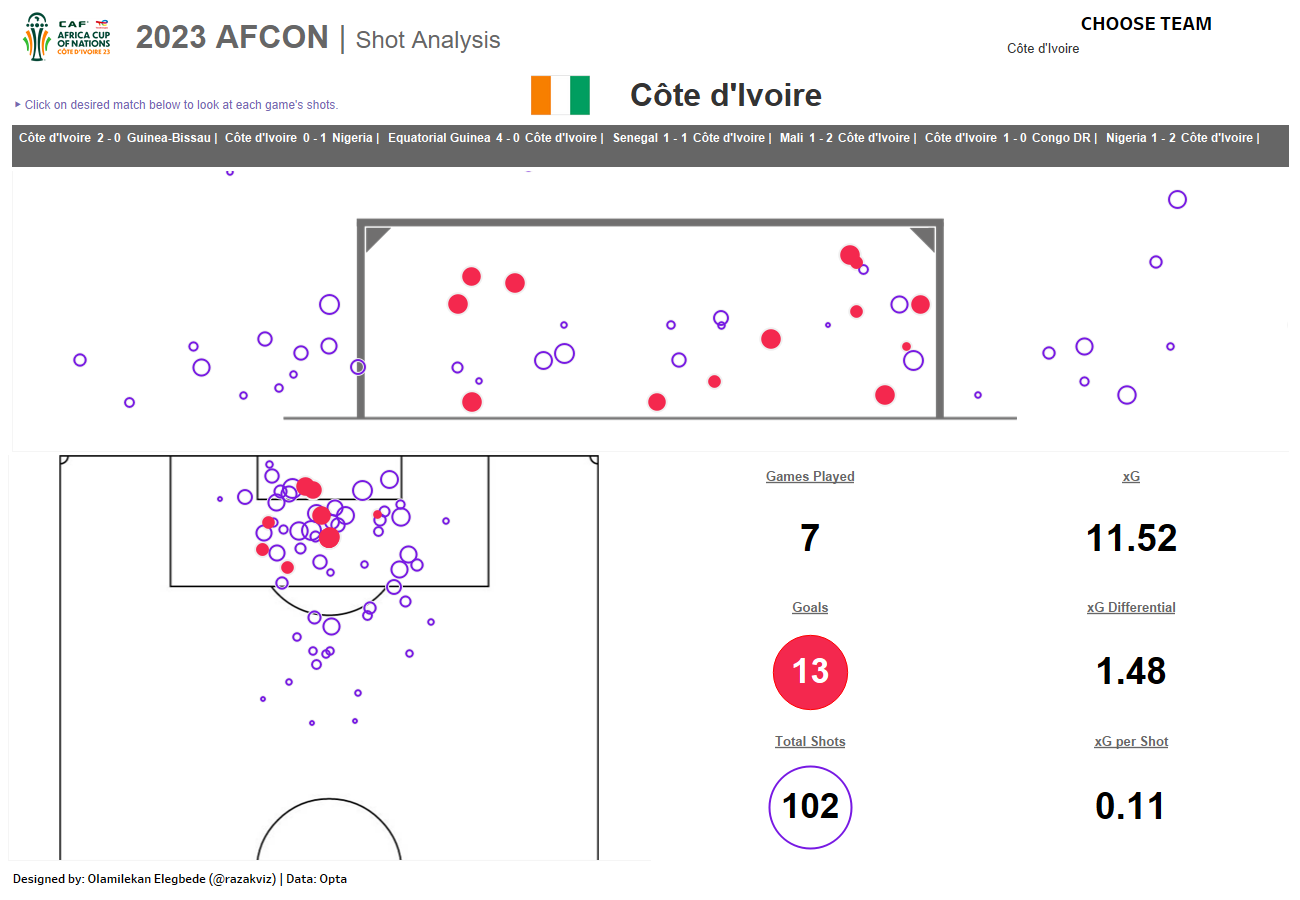 CAF
TotalEnergies
AFRICA CUP
OF NATIONS
CÔTE D'IVOIRE 23
2023 AFCON | Shot Analysis
CHOOSE TEAM
Côte d'Ivoire
Côte d'Ivoire
Click on desired match below to look at each game's shots.
Côte d'Ivoire 2 - 0 Guinea-Bissau | Côte d'Ivoire 0 - 1 Nigeria | Equatorial Guinea 4 - 0 Côte d'Ivoire | Senegal 1 - 1 Côte d'Ivoire | Mali 1 - 2 Côte d'Ivoire | Côte d'Ivoire 1 - 0 Congo DR | Nigeria 1 - 2 Côte d'Ivoire |
Games Played
xG
7
11.52
Goals
xG Differential
13
1.48
Total Shots
xG per Shot
102
0.11
Designed by: Olamilekan Elegbede (@razakviz) | Data: Opta